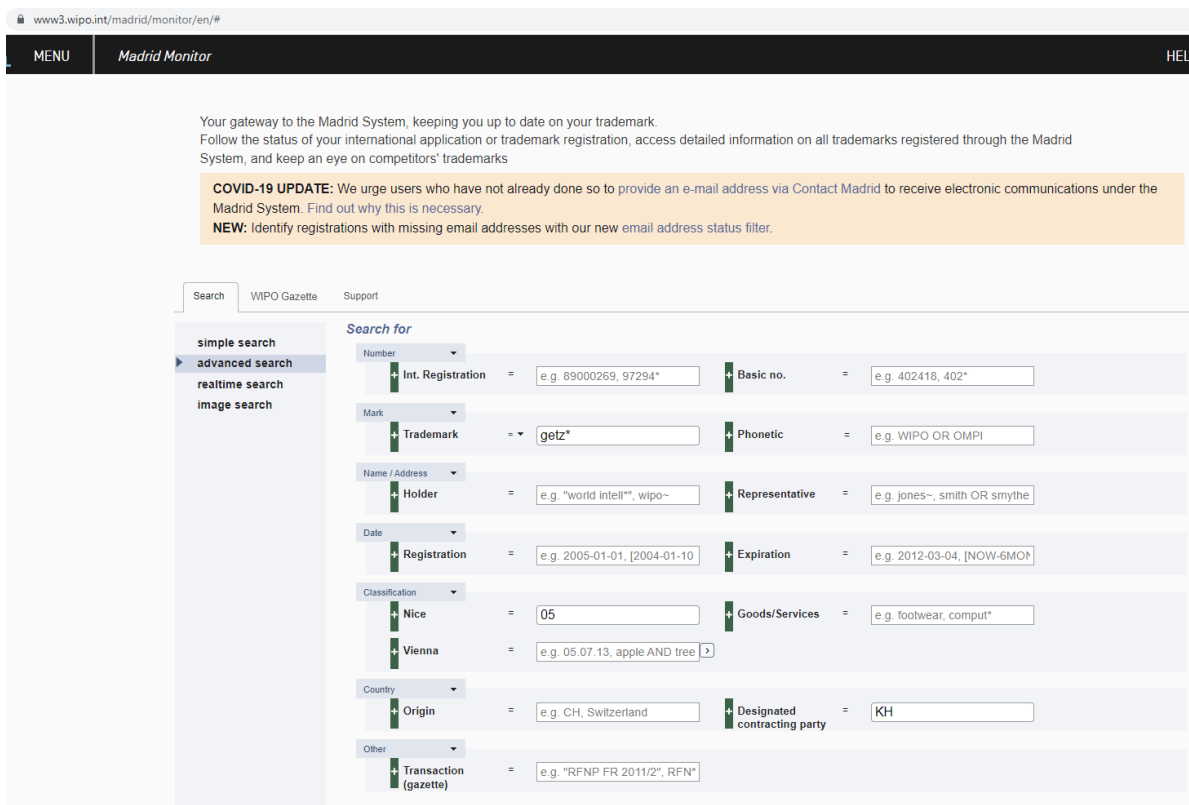 www3.wipo.int/madrid/monitor/en/#
MENU Madrid Monitor
Your gateway to the Madrid System, keeping you up to date on your trademark.
Follow the status of your international application or trademark registration, access detailed information on all trademarks registered through the Madrid
System, and keep an eye on competitors' trademarks
COVID-19 UPDATE: We urge users who have not already done so to provide an e-mail address via Contact Madrid to receive electronic communications under the
Madrid System. Find out why this is necessary.
NEW: Identify registrations with missing email addresses with our new email address status filter.
Search WIPO Gazette Support
simple search
advanced search
realtime search
image search
Search for
Number
+ Int. Registration = e.g. 89000269, 97294* + Basic no. = e.g. 402418, 402*
Mark
+ Trademark = getz* + Phonetic = e.g. WIPO OR OMPI
Name / Address
+ Holder = e.g. "world intell*", wipo~ + Representative = e.g. jones~, smith OR smythe
Date
+ Registration = e.g. 2005-01-01, [2004-01-10 + Expiration = e.g. 2012-03-04, [NOW-6MON
Classification
+ Nice = 05 + Goods/Services = e.g. footwear, comput*
+ Vienna = e.g. 05.07.13, apple AND tree >
Country
+ Origin = e.g. CH, Switzerland + Designated = KH
contracting party
Other
+ Transaction = e.g. "RFNP FR 2011/2", RFN*
(gazette)